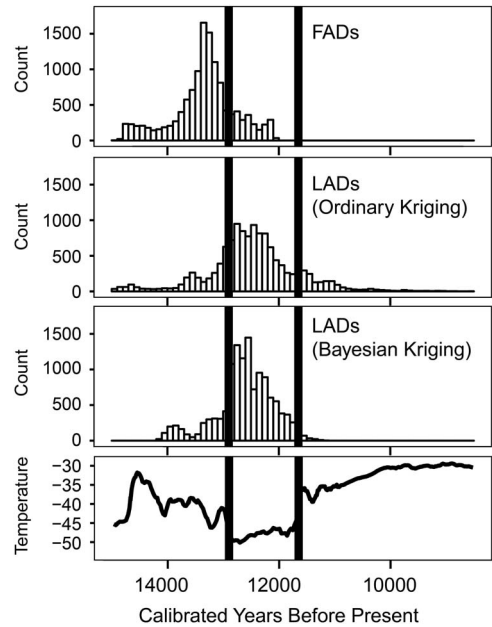 FADs
Count
1500
1000
500
0
LADs
(Ordinary Kriging)
Count
1500
1000
500
0
LADs
(Bayesian Kriging)
Count
1500
1000
500
0
Temperature
−30
−35
−40
−45
−50
14000 12000 10000
Calibrated Years Before Present